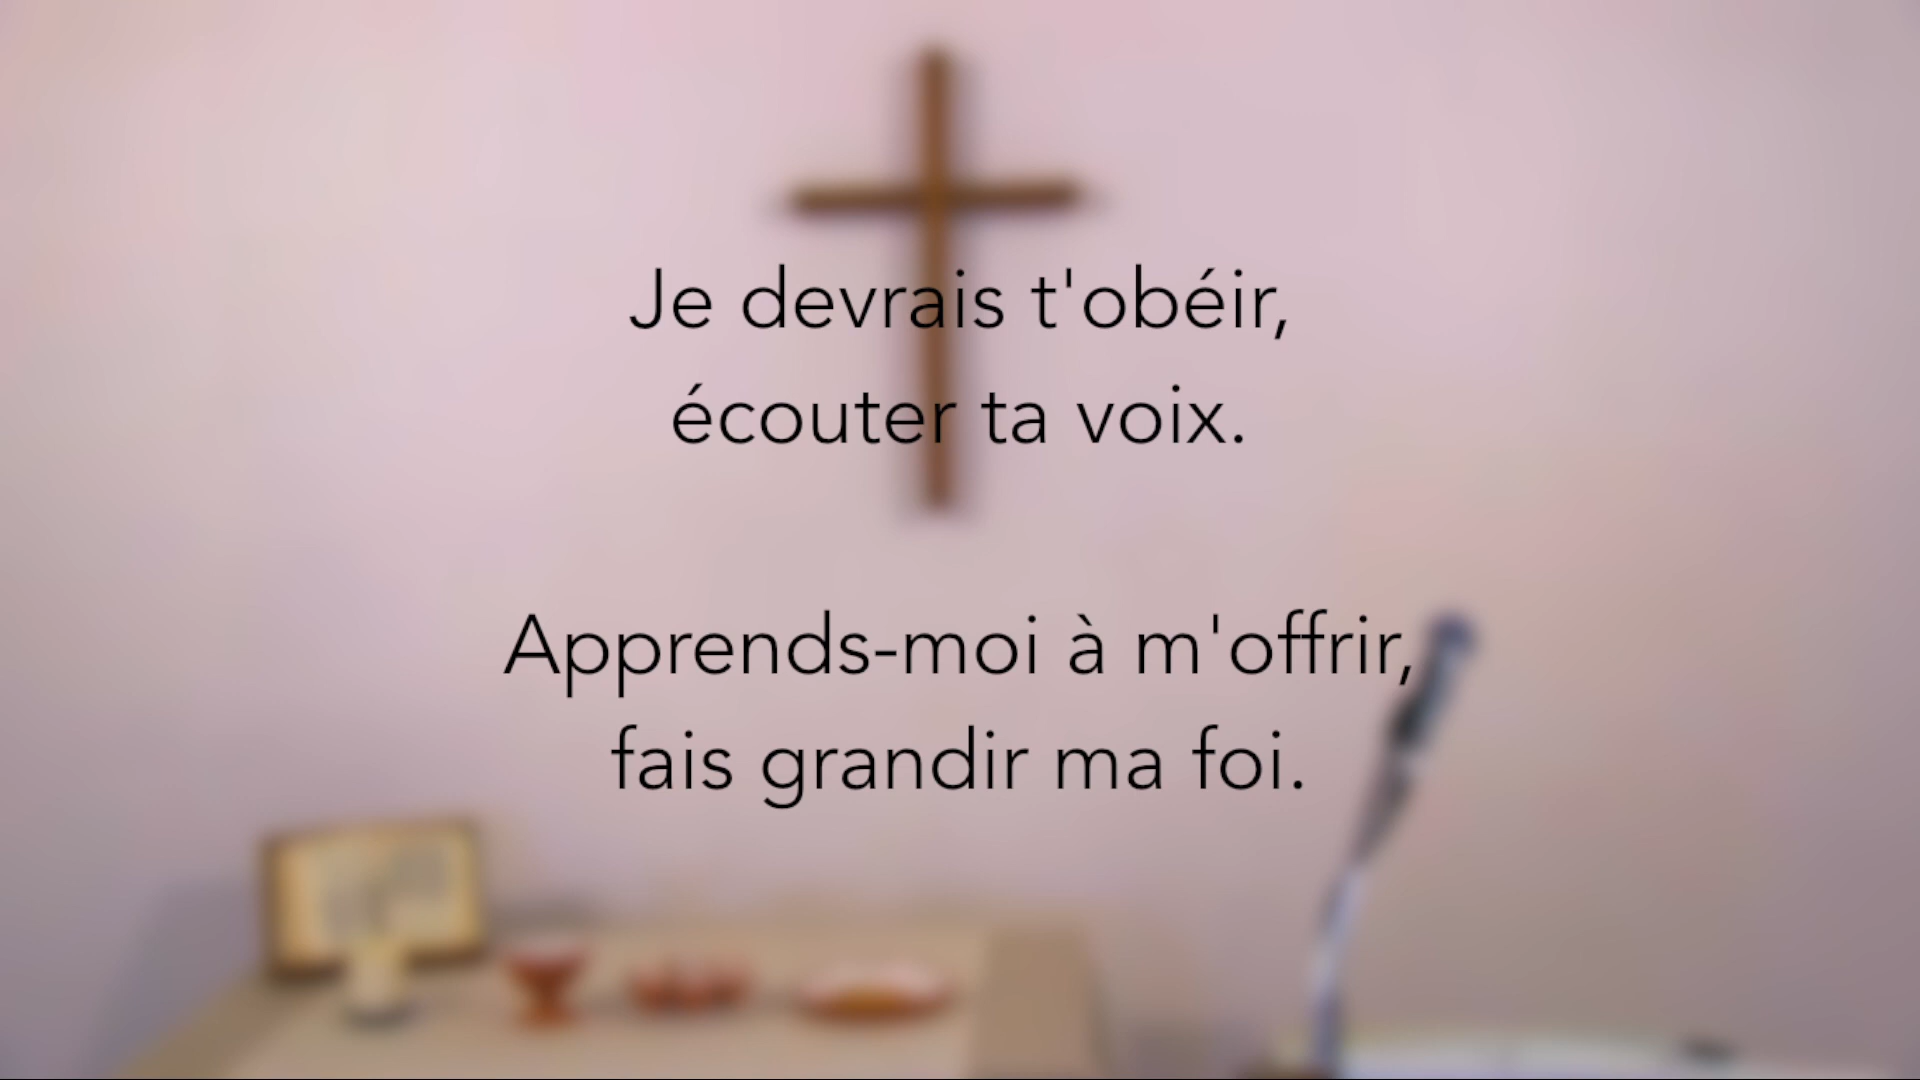 Je devrais t'obéir,
écouter ta voix.
Apprends-moi à m'offrir,
fais grandir ma foi.